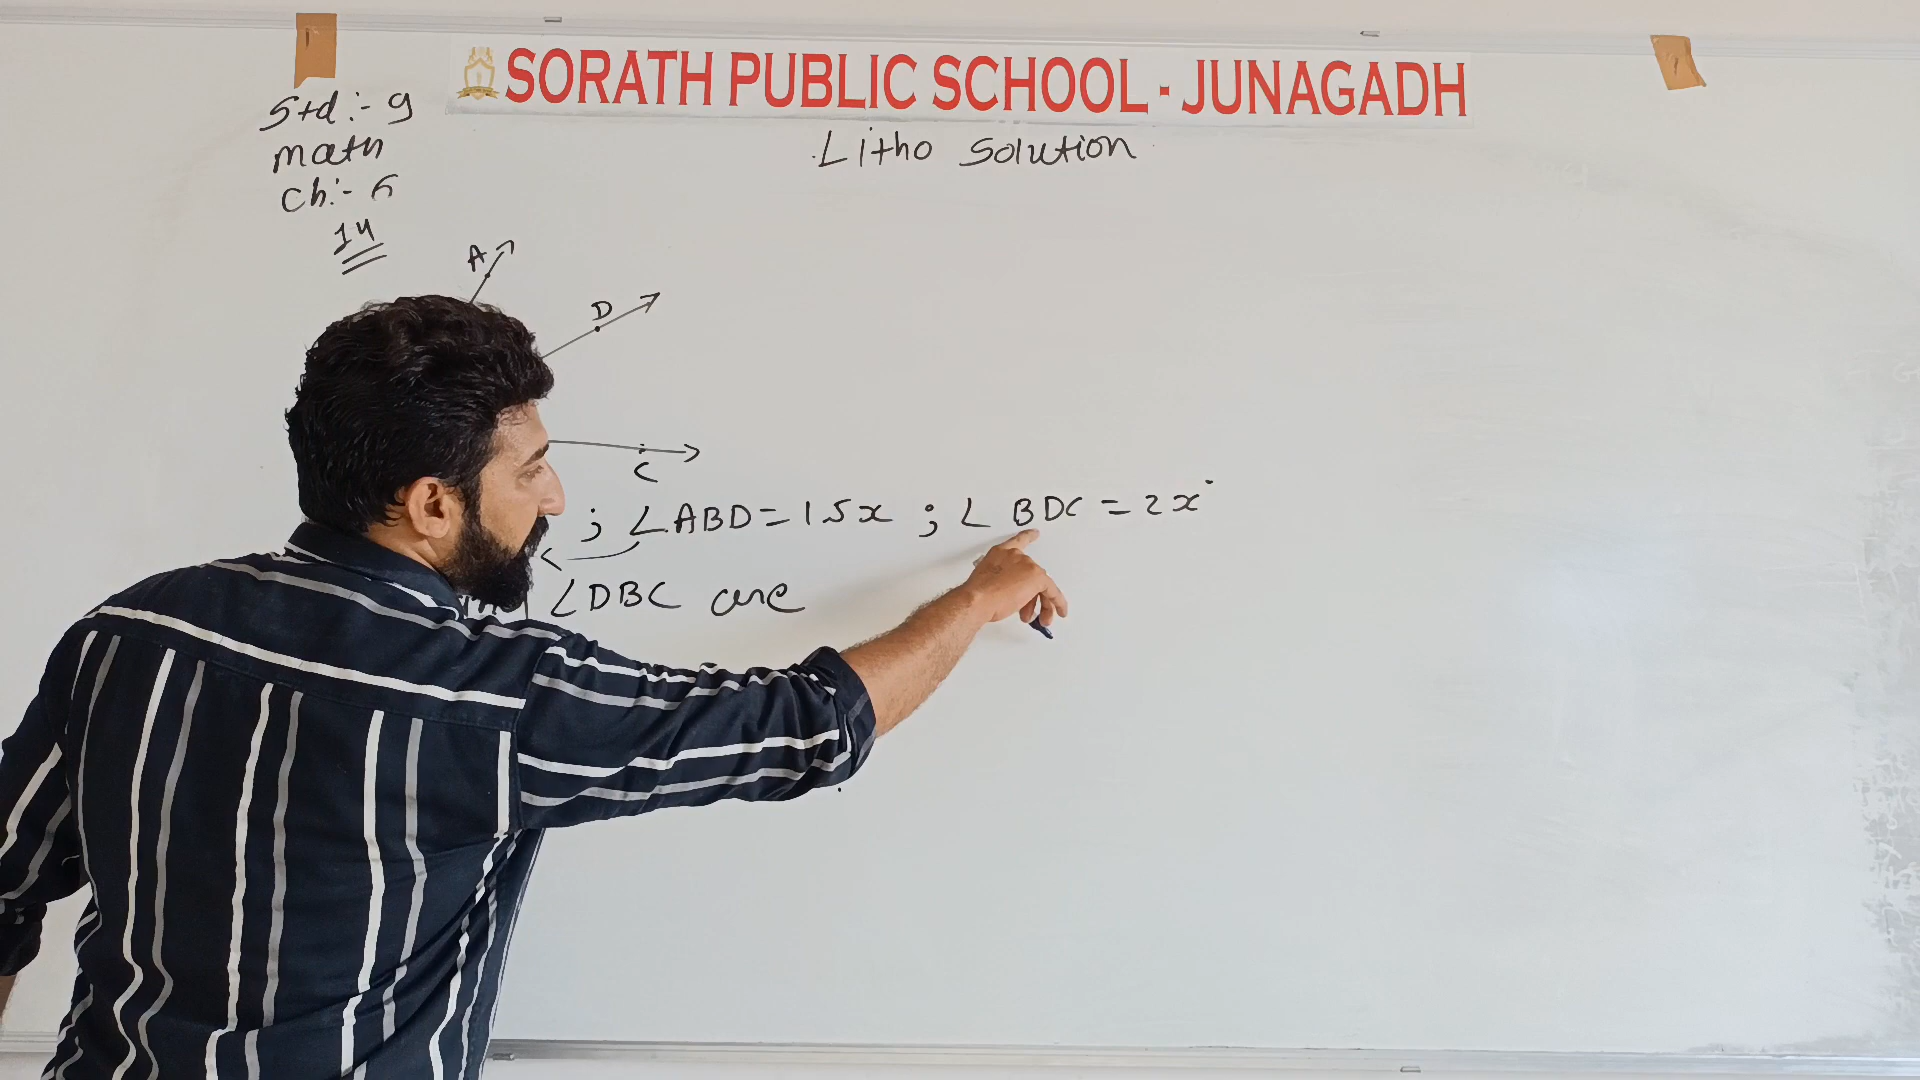 SORATH PUBLIC SCHOOL - JUNAGADH
Std:- 9
math
Ch:- 6
14
Litho Solution
A
D
C
; ∠ABD = 15x ; ∠ BDC = 2x°
∠DBC are